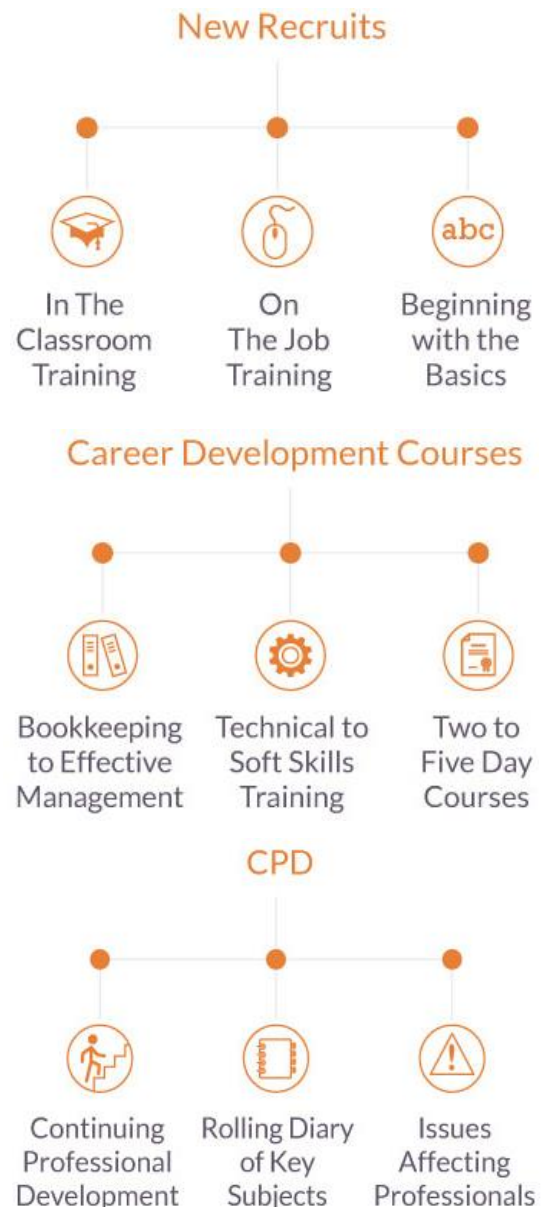 New Recruits
abc
In The
Classroom
Training
On
The Job
Training
Beginning
with the
Basics
Career Development Courses
Bookkeeping
to Effective
Management
Technical to
Soft Skills
Training
Two to
Five Day
Courses
CPD
Continuing
Professional
Development
Rolling Diary
of Key
Subjects
Issues
Affecting
Professionals